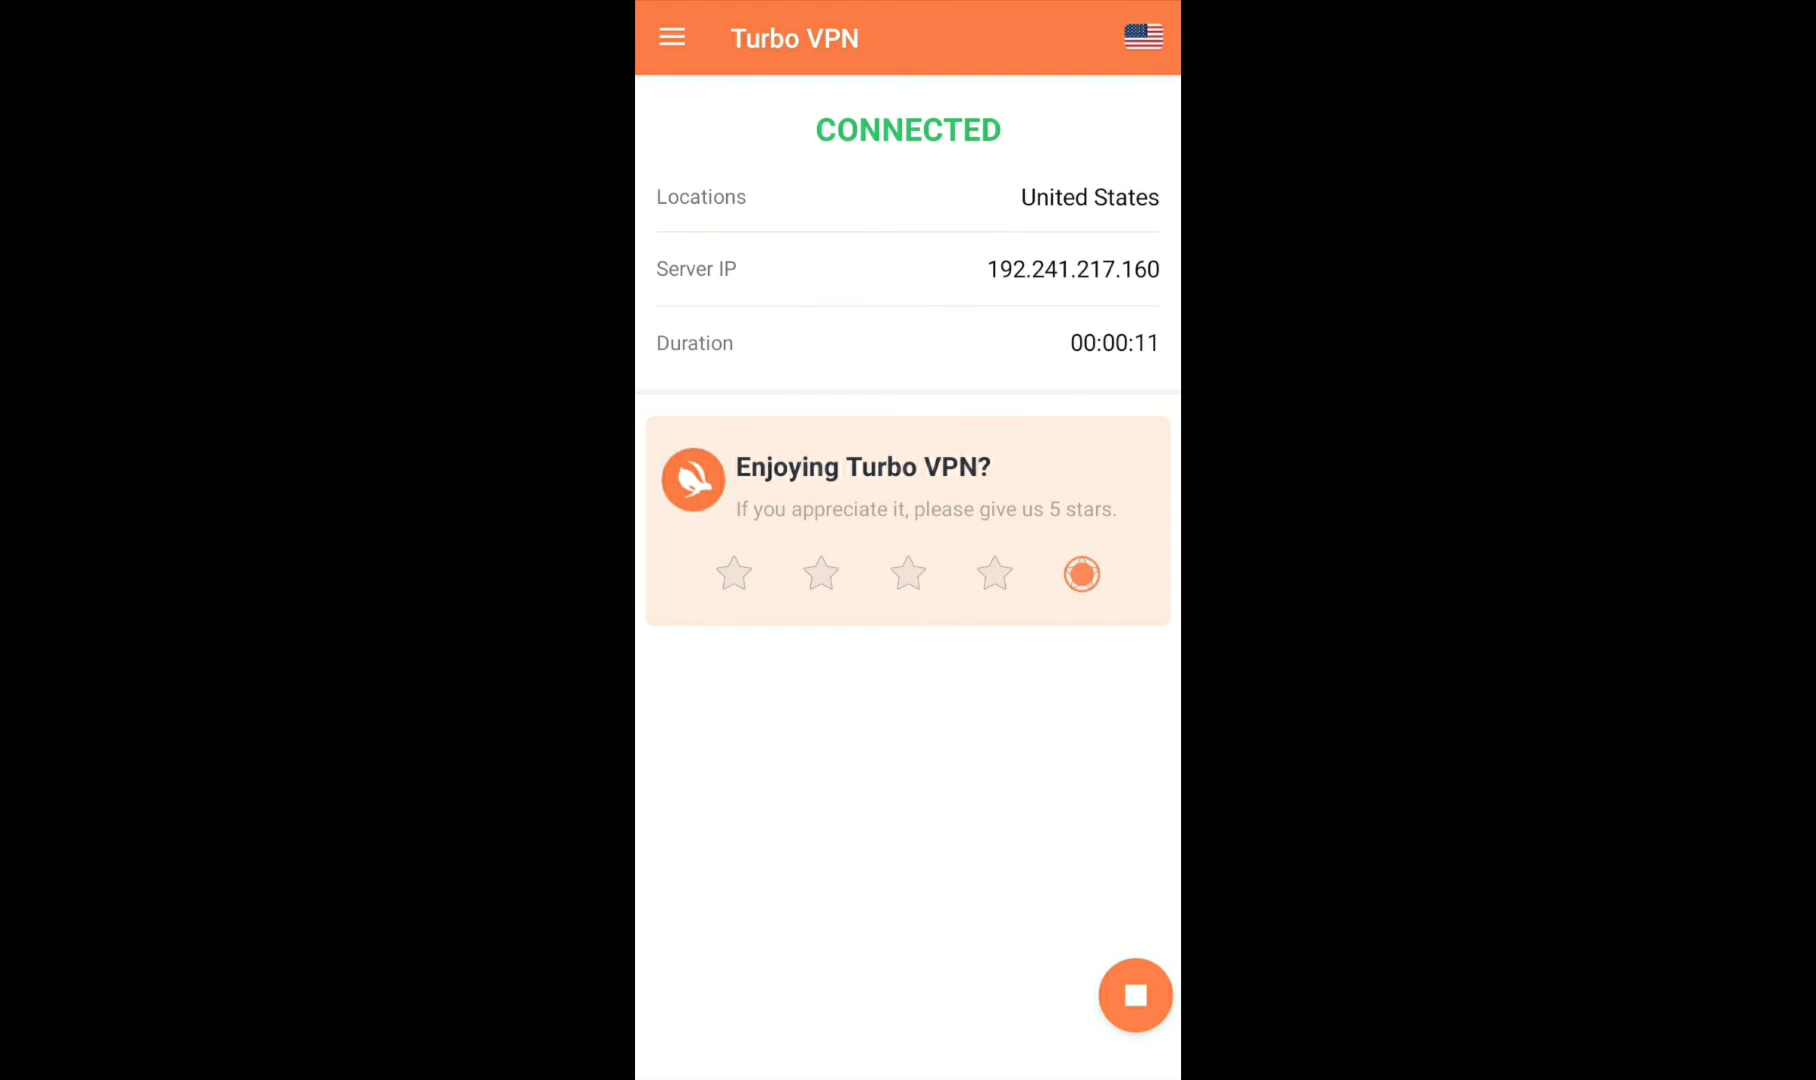 Turbo VPN
CONNECTED
Locations United States
Server IP 192.241.217.160
Duration 00:00:11
Enjoying Turbo VPN?
If you appreciate it, please give us 5 stars.